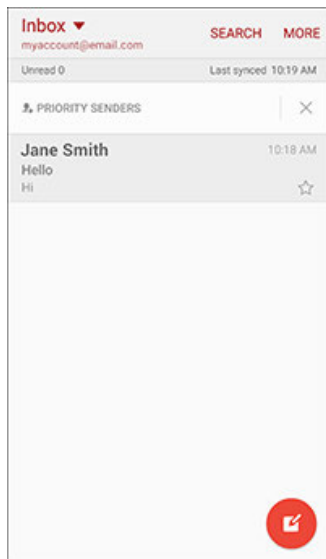 Inbox
SEARCH MORE
myaccount@email.com
Unread 0 Last synced 10:19 AM
PRIORITY SENDERS
Jane Smith 10:18 AM
Hello
Hi